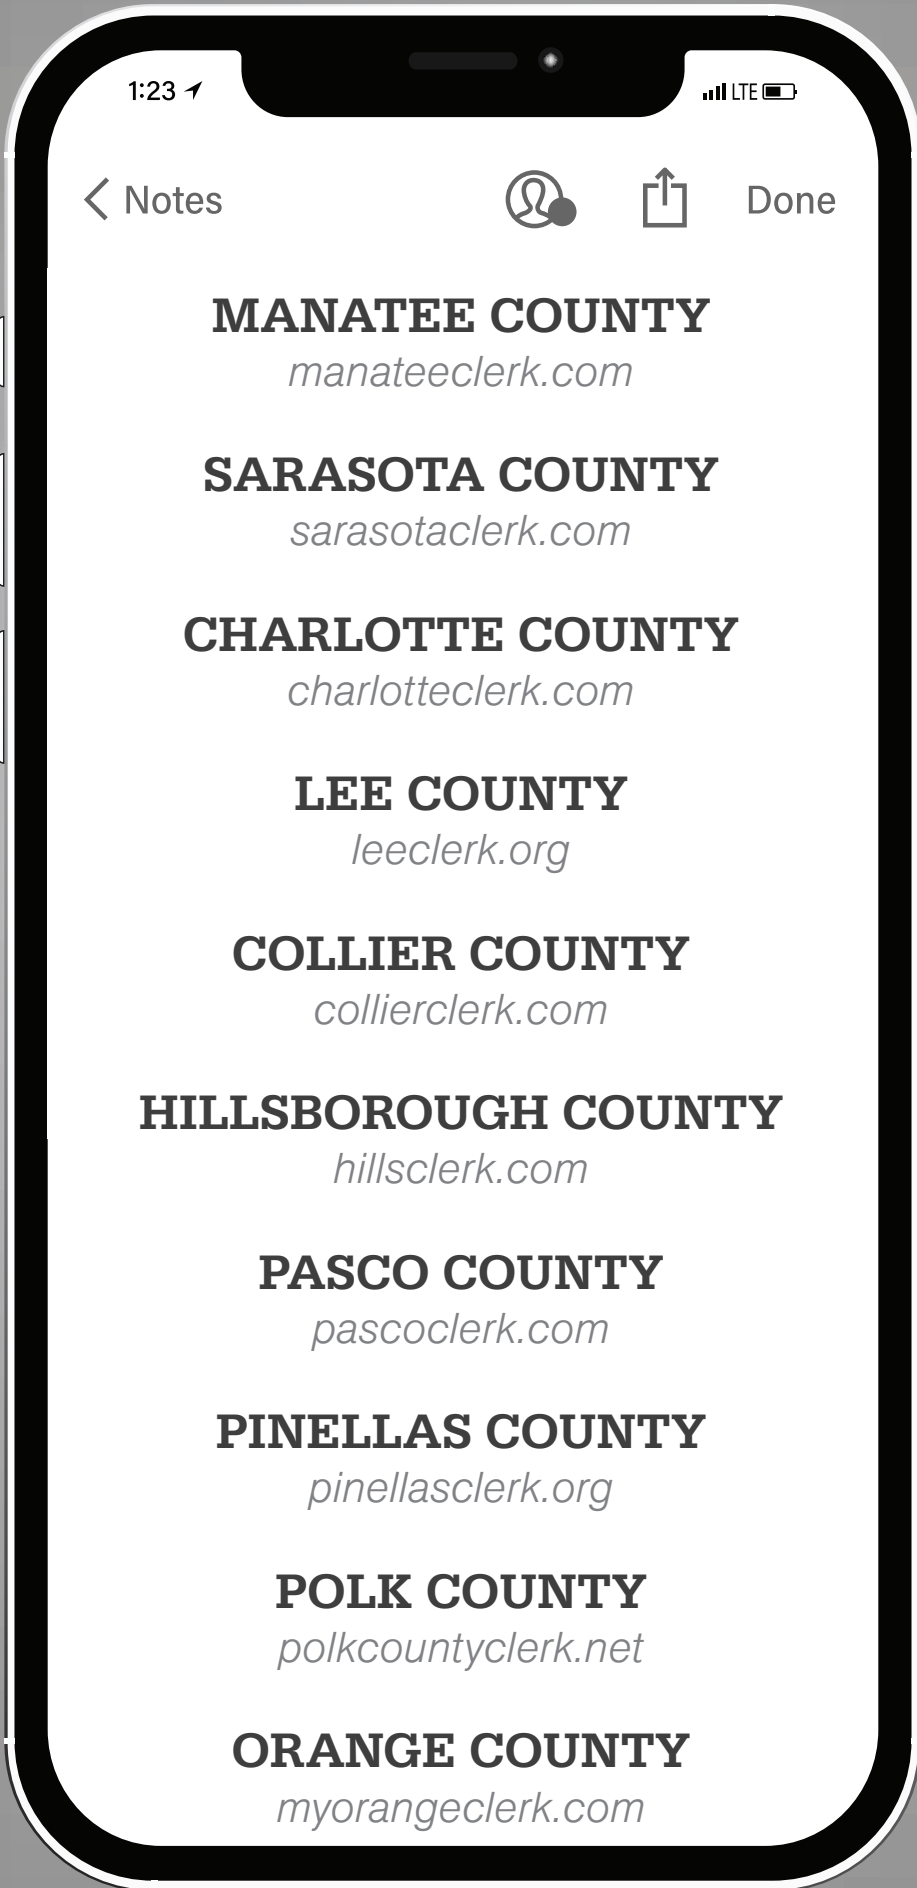 1:23 LTE
Notes Done
MANATEE COUNTY
manateeclerk.com
SARASOTA COUNTY
sarasotaclerk.com
CHARLOTTE COUNTY
charlotteclerk.com
LEE COUNTY
leeclerk.org
COLLIER COUNTY
collierclerk.com
HILLSBOROUGH COUNTY
hillsclerk.com
PASCO COUNTY
pascoclerk.com
PINELLAS COUNTY
pinellasclerk.org
POLK COUNTY
polkcountyclerk.net
ORANGE COUNTY
myorangeclerk.com